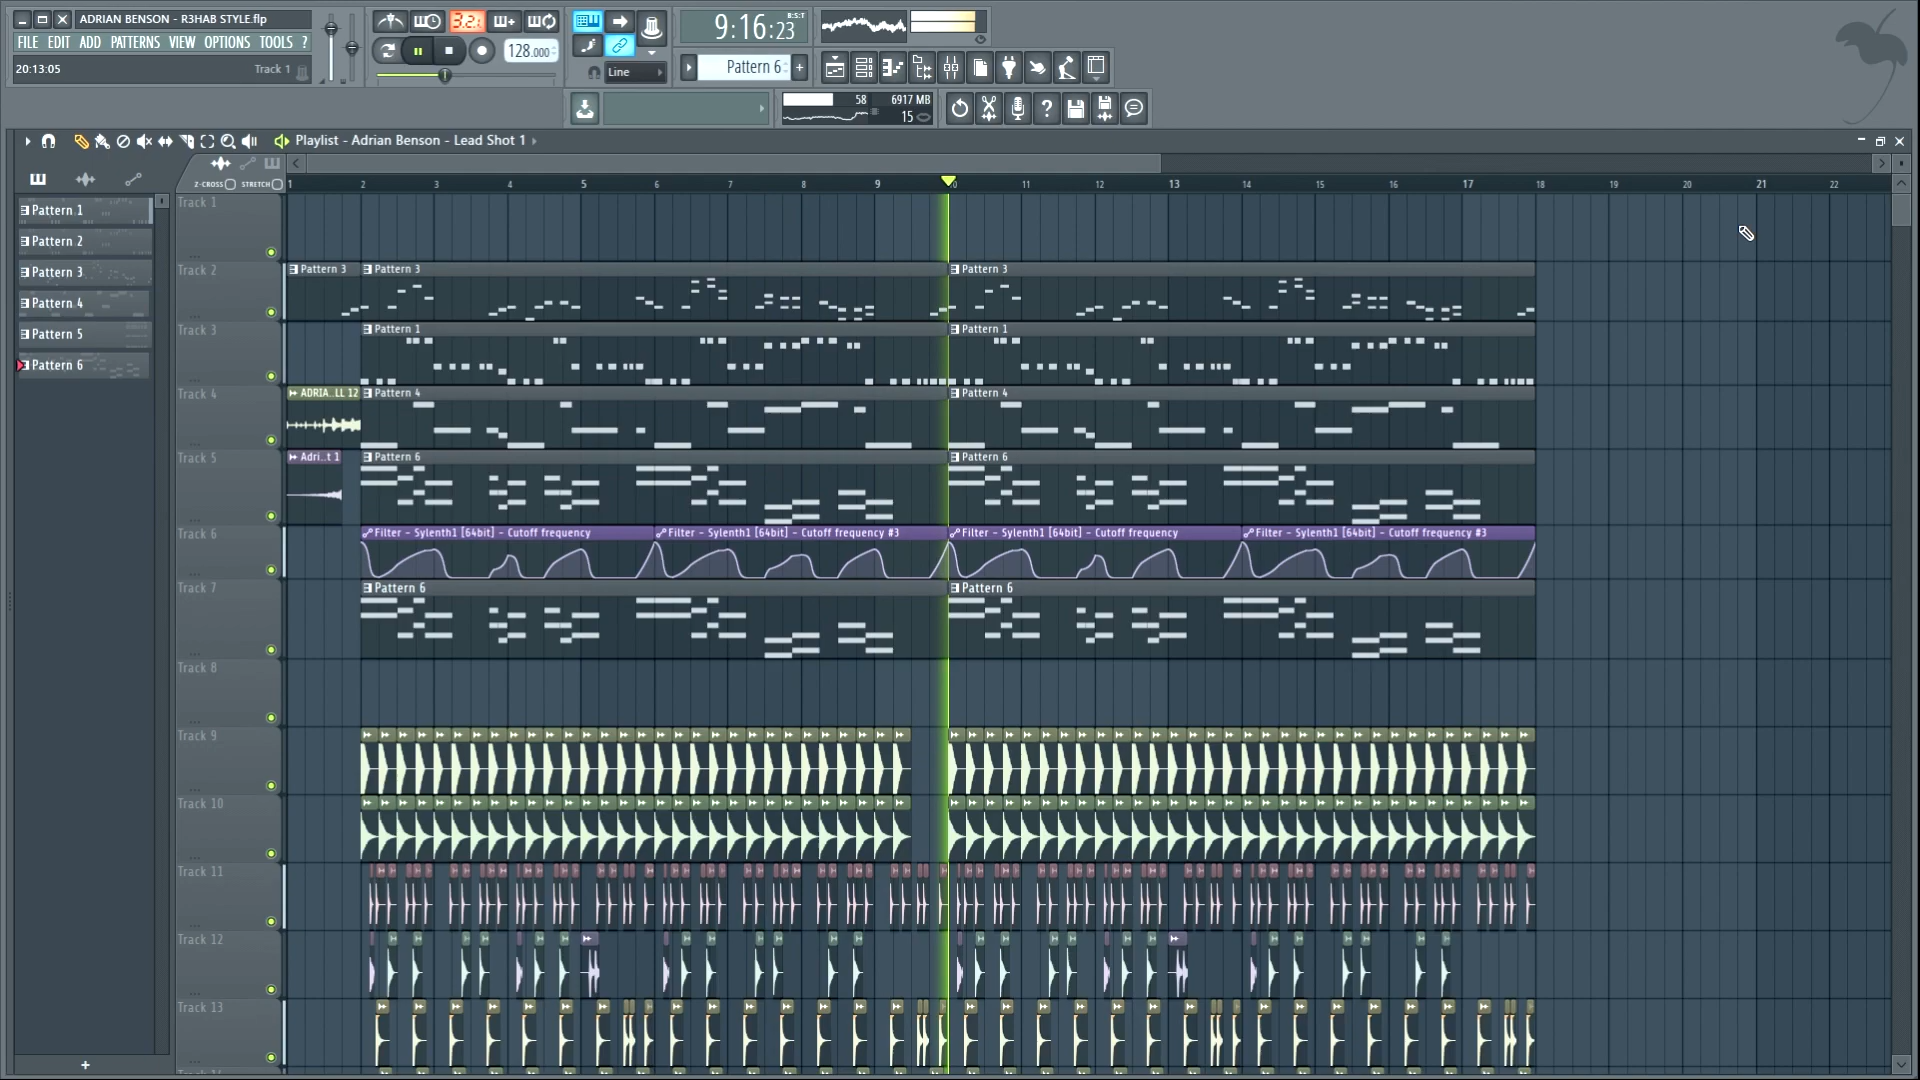 ADRIAN BENSON - R3HAB STYLE.flp
FILE EDIT ADD PATTERNS VIEW OPTIONS TOOLS ?
20:13:05 Track 1
3.2.
128.000
Line
9:16:23
B:S:T
Pattern 6
58 6917 MB
15
Playlist - Adrian Benson - Lead Shot 1
Z-CROSS STRETCH
1 2 3 4 5 6 7 8 9 10 11 12 13 14 15 16 17 18 19 20 21 22
Pattern 1
Pattern 2
Pattern 3
Pattern 4
Pattern 5
Pattern 6
Track 1
Track 2
Pattern 3 Pattern 3 Pattern 3
Track 3
Pattern 1 Pattern 1
Track 4
ADRIA..LL 12 Pattern 4 Pattern 4
Track 5
Adri..t 1 Pattern 6 Pattern 6
Track 6
Filter - Sylenth1 [64bit] - Cutoff frequency Filter - Sylenth1 [64bit] - Cutoff frequency #3 Filter - Sylenth1 [64bit] - Cutoff frequency Filter - Sylenth1 [64bit] - Cutoff frequency #3
Track 7
Pattern 6 Pattern 6
Track 8
Track 9
Track 10
Track 11
Track 12
Track 13